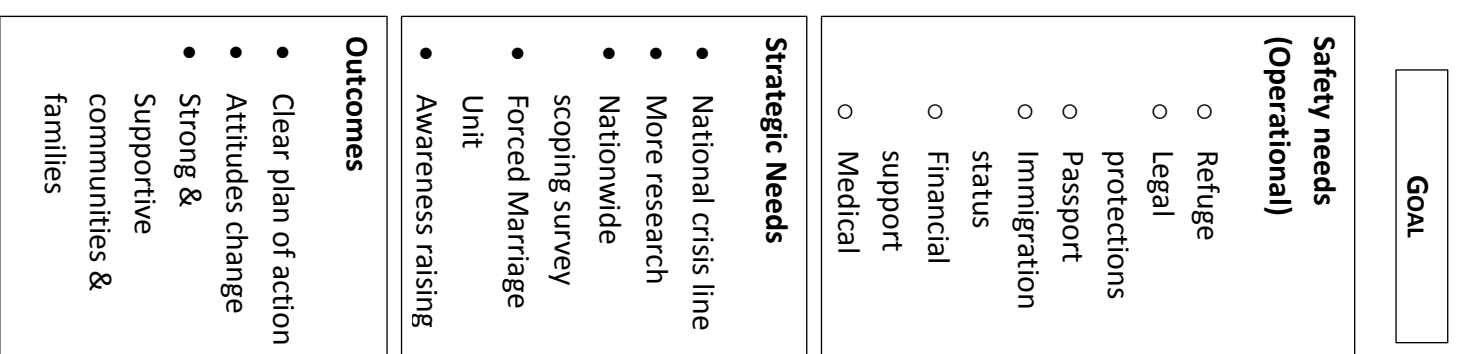 GOAL
Safety needs
(Operational)
○ Refuge
○ Legal
protections
○ Passport
○ Immigration
status
○ Financial
support
○ Medical
Strategic Needs
• National crisis line
• More research
• Nationwide
scoping survey
• Forced Marriage
Unit
• Awareness raising
Outcomes
• Clear plan of action
• Attitudes change
• Strong &
Supportive
communities &
families